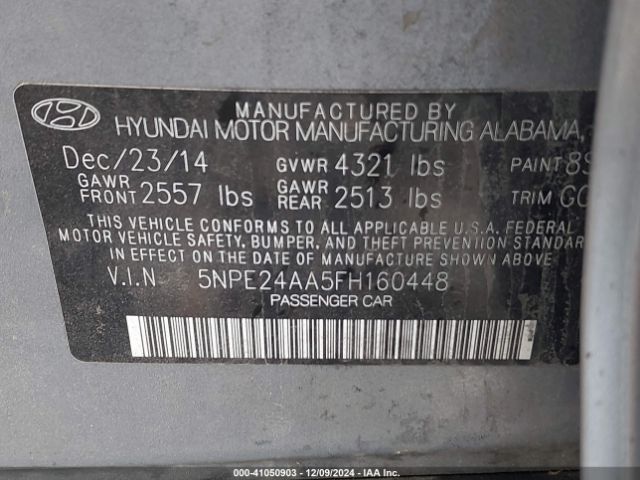 MANUFACTURED BY
HYUNDAI MOTOR MANUFACTURING ALABAMA,
Dec/23/14 GVWR 4321 lbs PAINT
GAWR FRONT 2557 lbs GAWR REAR 2513 lbs TRIM
THIS VEHICLE CONFORMS TO ALL APPLICABLE U.S.A. FEDERAL
MOTOR VEHICLE SAFETY, BUMPER, AND THEFT PREVENTION STAN
IN EFFECT ON THE DATE OF MANUFACTURE SHOWN ABOVE.
V.I.N 5NPE24AA5FH160448
PASSENGER CAR
000-41050903 - 12/09/2024 - IAA Inc.